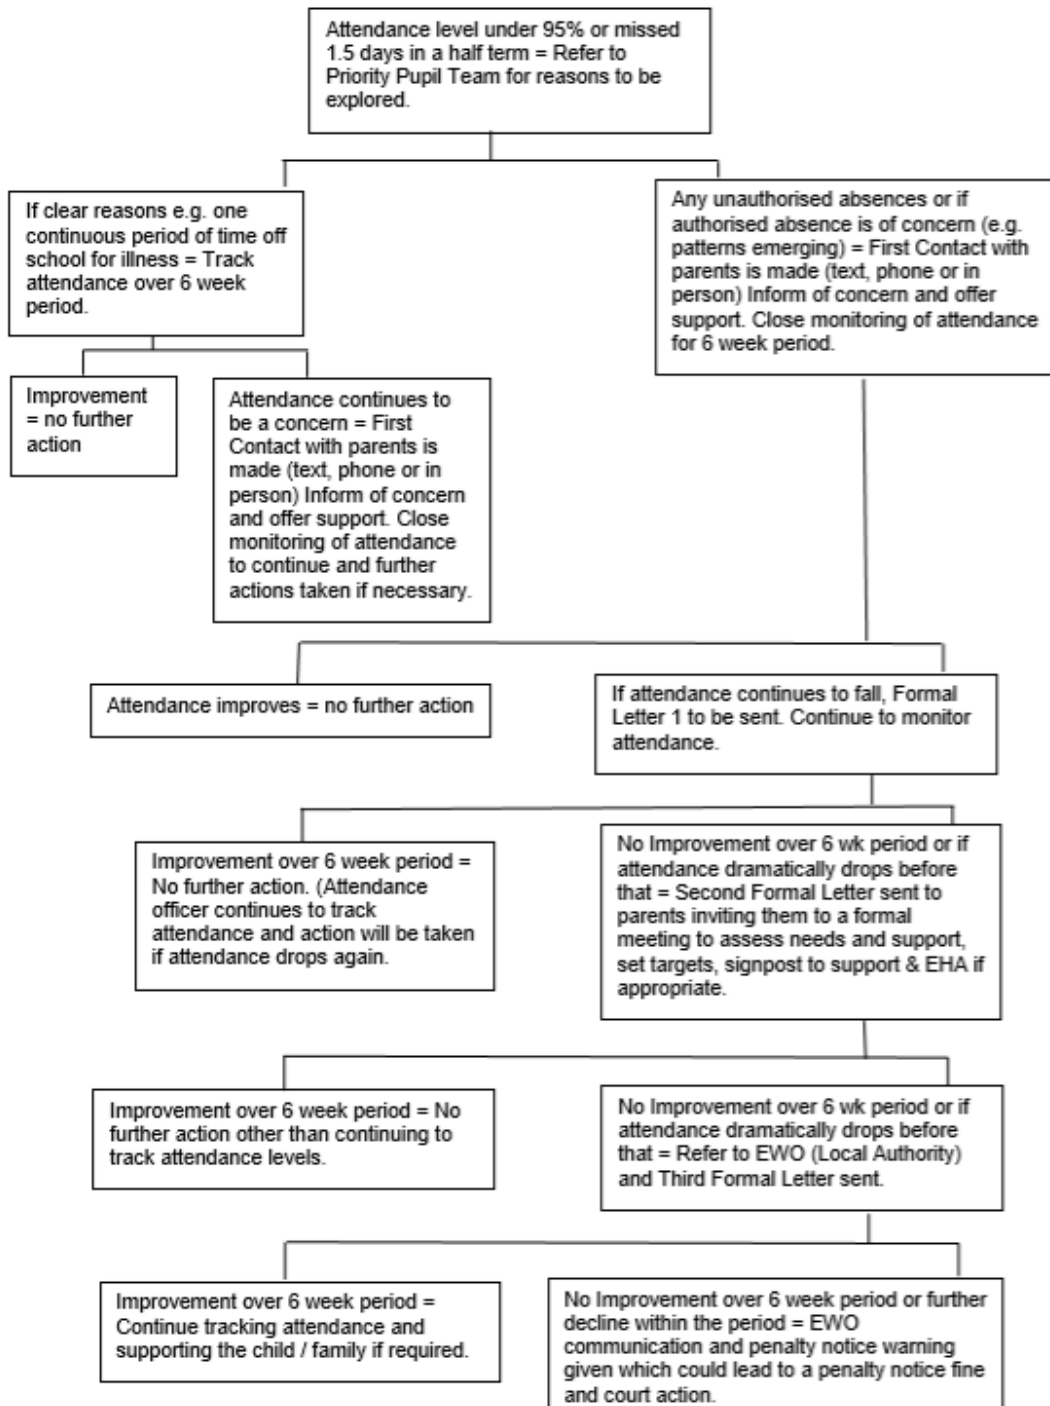 Attendance level under 95% or missed
1.5 days in a half term = Refer to
Priority Pupil Team for reasons to be
explored.
If clear reasons e.g. one
continuous period of time off
school for illness = Track
attendance over 6 week
period.
Any unauthorised absences or if
authorised absence is of concern (e.g.
patterns emerging) = First Contact with
parents is made (text, phone or in
person) Inform of concern and offer
support. Close monitoring of attendance
for 6 week period.
Improvement
= no further
action
Attendance continues to
be a concern = First
Contact with parents is
made (text, phone or in
person) Inform of concern
and offer support. Close
monitoring of attendance
to continue and further
actions taken if necessary.
Attendance improves = no further action
If attendance continues to fall, Formal
Letter 1 to be sent. Continue to monitor
attendance.
Improvement over 6 week period =
No further action. (Attendance
officer continues to track
attendance and action will be taken
if attendance drops again.
No Improvement over 6 wk period or if
attendance dramatically drops before
that = Second Formal Letter sent to
parents inviting them to a formal
meeting to assess needs and support,
set targets, signpost to support & EHA if
appropriate.
Improvement over 6 week period = No
further action other than continuing to
track attendance levels.
No Improvement over 6 wk period or if
attendance dramatically drops before
that = Refer to EWO (Local Authority)
and Third Formal Letter sent.
Improvement over 6 week period =
Continue tracking attendance and
supporting the child / family if required.
No Improvement over 6 week period or further
decline within the period = EWO
communication and penalty notice warning
given which could lead to a penalty notice fine
and court action.